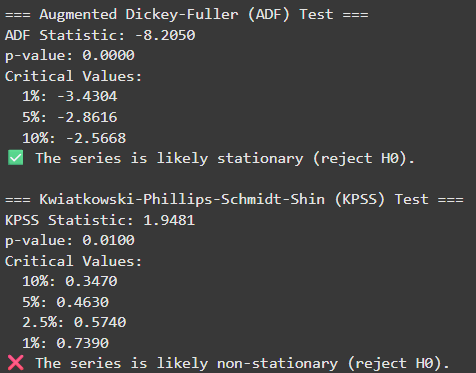 === Augmented Dickey-Fuller (ADF) Test ===
ADF Statistic: -8.2050
p-value: 0.0000
Critical Values:
  1%: -3.4304
  5%: -2.8616
  10%: -2.5668
✅ The series is likely stationary (reject H0).

=== Kwiatkowski-Phillips-Schmidt-Shin (KPSS) Test ===
KPSS Statistic: 1.9481
p-value: 0.0100
Critical Values:
  10%: 0.3470
  5%: 0.4630
  2.5%: 0.5740
  1%: 0.7390
❌ The series is likely non-stationary (reject H0).